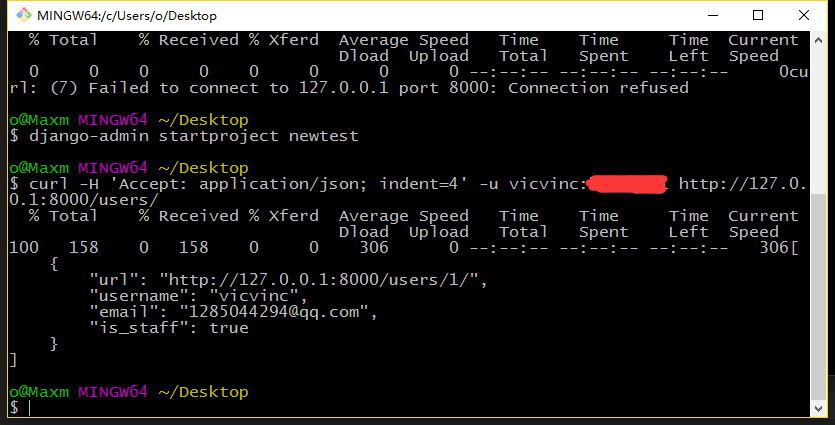 MINGW64:/c/Users/o/Desktop
% Total % Received % Xferd Average Speed Time Time Time Current
Dload Upload Total Spent Left Speed
0 0 0 0 0 0 0 0 --:--:-- --:--:-- --:--:-- 0cu
rl: (7) Failed to connect to 127.0.0.1 port 8000: Connection refused
o@Maxm MINGW64 ~/Desktop
$ django-admin startproject newtest
o@Maxm MINGW64 ~/Desktop
$ curl -H 'Accept: application/json; indent=4' -u vicvinc: http://127.0.
0.1:8000/users/
% Total % Received % Xferd Average Speed Time Time Time Current
Dload Upload Total Spent Left Speed
100 158 0 158 0 0 306 0 --:--:-- --:--:-- --:--:-- 306[
{
"url": "http://127.0.0.1:8000/users/1/",
"username": "vicvinc",
"email": "1285044294@qq.com",
"is_staff": true
}
]
o@Maxm MINGW64 ~/Desktop
$